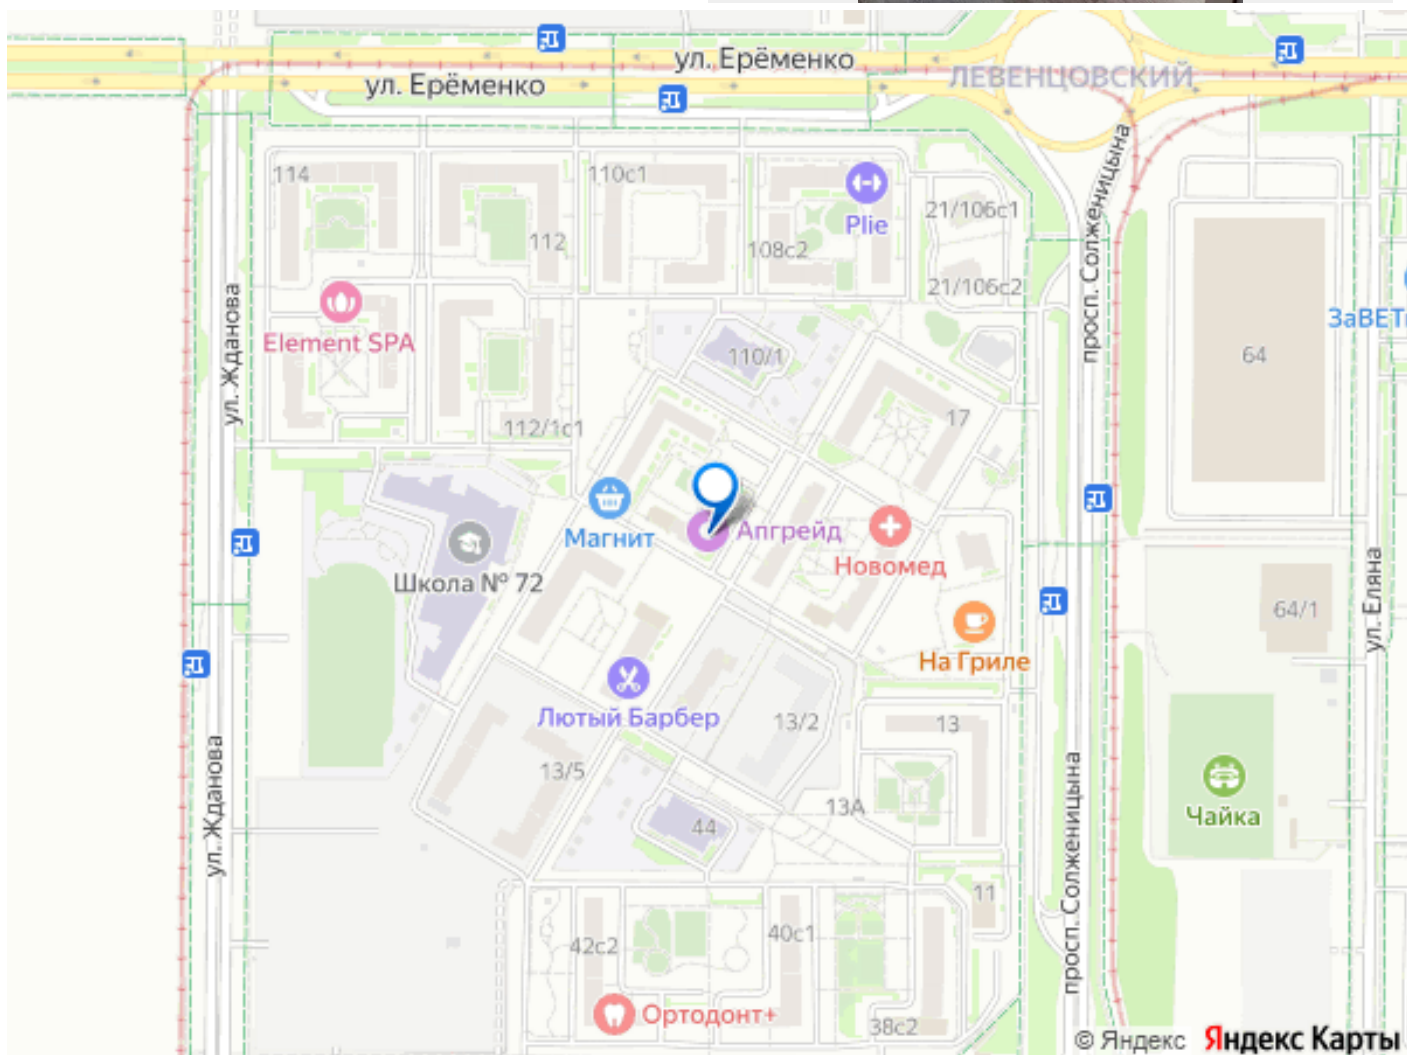 ул. Ерёменко
ул. Ерёменко
ЛЕВЕНЦОВСКИЙ
114
110с1
Plie
112
108с2
21/106с1
21/106с2
просп. Солженицына
Element SPA
ул. Жданова
110/1
64
112/1с1
17
Магнит
Апгрейд
Новомед
Школа № 72
64/1
ул. Еляна
На Гриле
Лютый Барбер
13/2
13
13/5
13А
Чайка
ул. Жданова
44
просп. Солженицына
11
42с2
40с1
Ортодонт+
38с2
© Яндекс Яндекс Карты